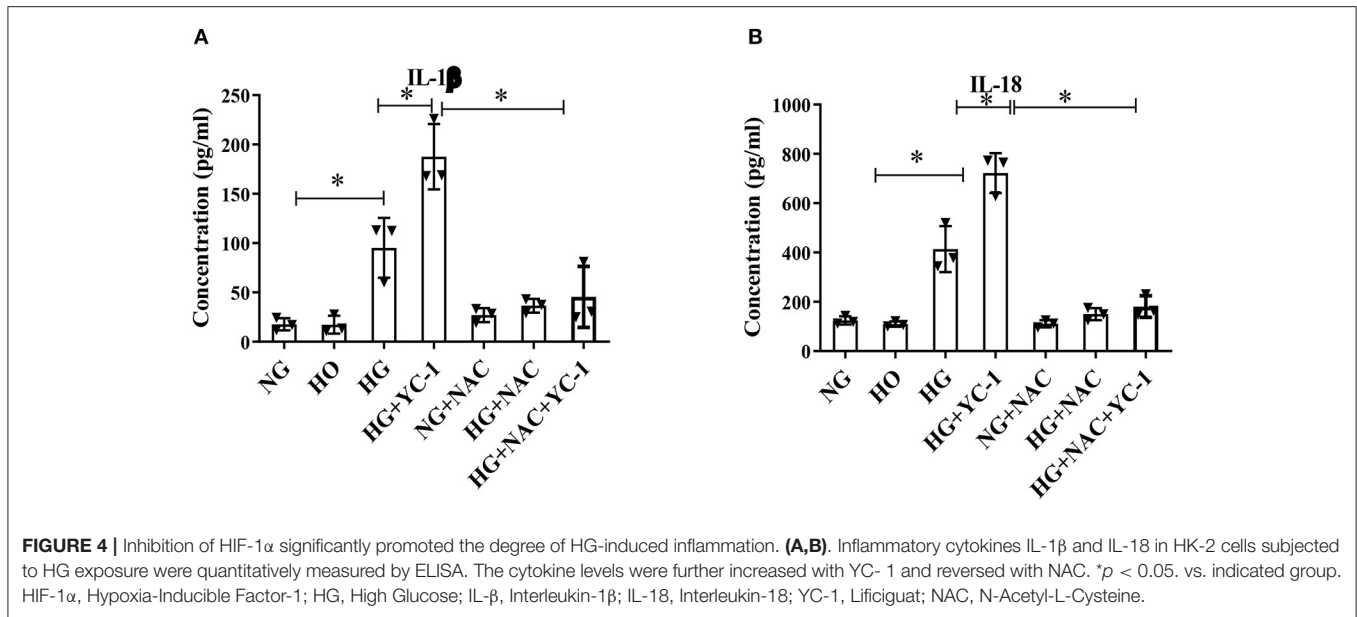 A
IL-1β
Concentration (pg/ml)
250
200
150
100
50
0
*
*
*
NG
HO
HG
HG+YC-1
NG+NAC
HG+NAC
HG+NAC+YC-1
B
IL-18
Concentration (pg/ml)
1000
800
600
400
200
0
*
*
*
NG
HO
HG
HG+YC-1
NG+NAC
HG+NAC
HG+NAC+YC-1
FIGURE 4 | Inhibition of HIF-1α significantly promoted the degree of HG-induced inflammation. (A,B). Inflammatory cytokines IL-1β and IL-18 in HK-2 cells subjected
to HG exposure were quantitatively measured by ELISA. The cytokine levels were further increased with YC- 1 and reversed with NAC. *p < 0.05. vs. indicated group.
HIF-1α, Hypoxia-Inducible Factor-1; HG, High Glucose; IL-β, Interleukin-1β; IL-18, Interleukin-18; YC-1, Lificiguat; NAC, N-Acetyl-L-Cysteine.